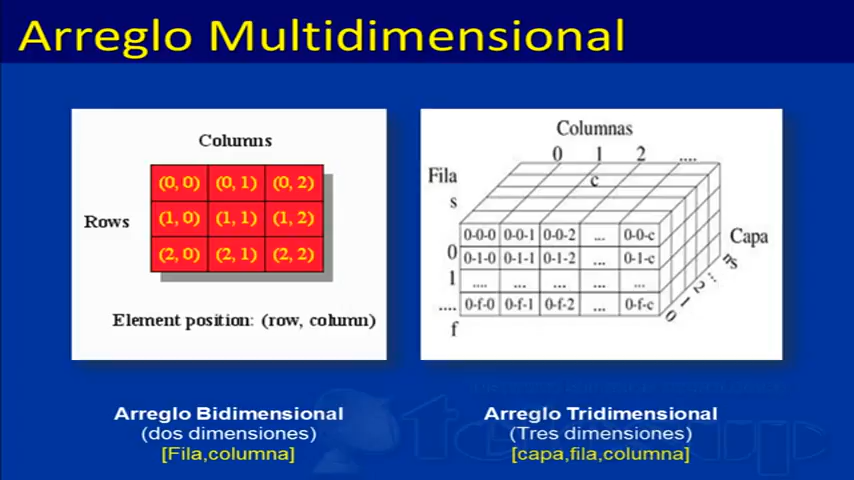 Arreglo Multidimensional
Columns
(0, 0) (0, 1) (0, 2)
Rows
(1, 0) (1, 1) (1, 2)
(2, 0) (2, 1) (2, 2)
Element position: (row, column)
Arreglo Bidimensional
(dos dimensiones)
[Fila,columna]
Columnas
0 1 2 ....
c
Fila
s
0-0-0 0-0-1 0-0-2 ... 0-0-c
0 0-1-0 0-1-1 0-1-2 ... 0-1-c
1 .... ... ... ... ...
.... 0-f-0 0-f-1 0-f-2 ... 0-f-c
f
Capa
s
0 1 2 ... n
Arreglo Tridimensional
(Tres dimensiones)
[capa,fila,columna]